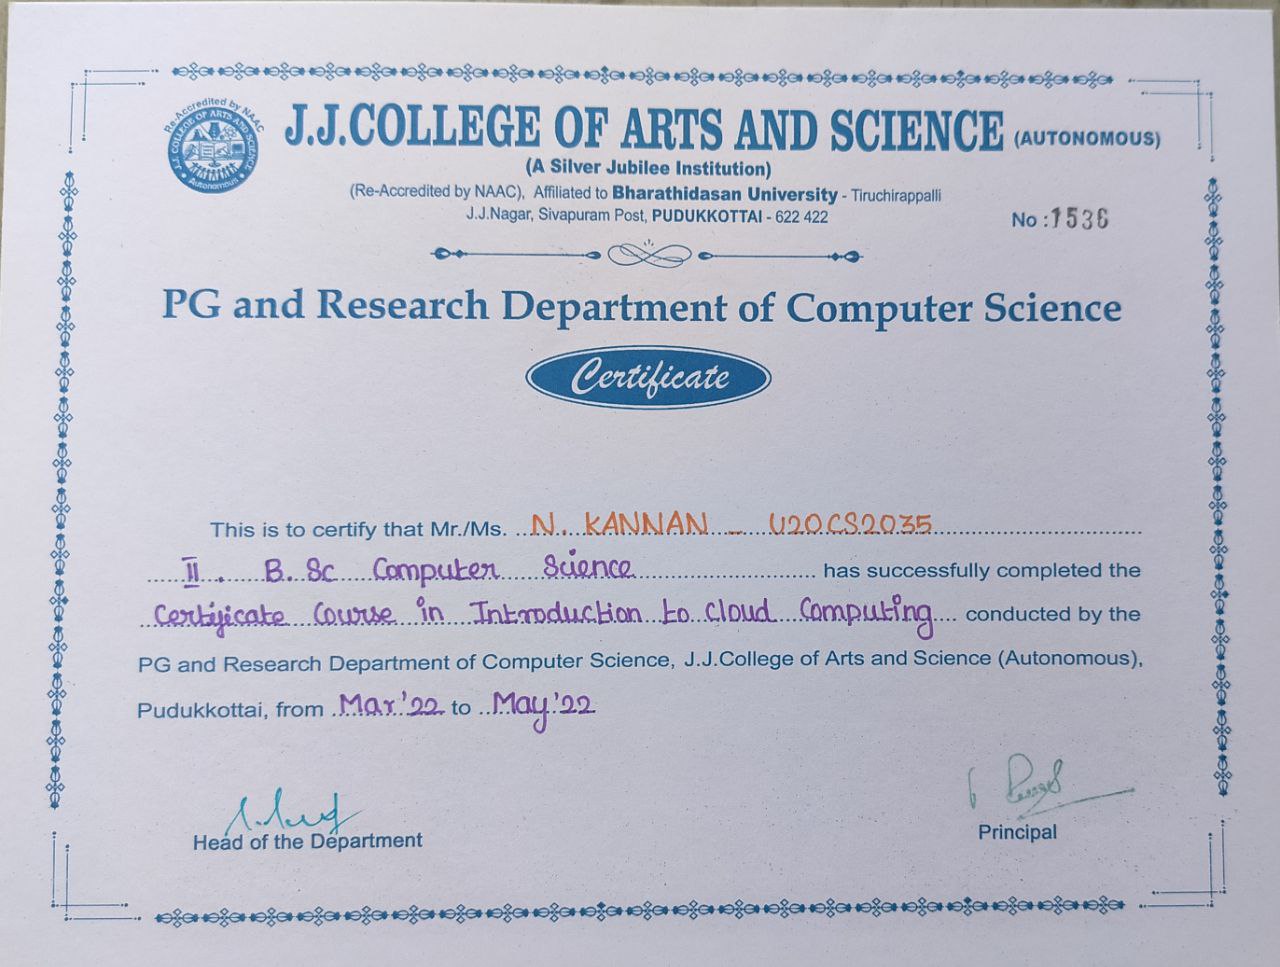 Re-Accredited by NAAC
J.J. COLLEGE OF ARTS AND SCIENCE
Autonomous
J.J.COLLEGE OF ARTS AND SCIENCE (AUTONOMOUS)
(A Silver Jubilee Institution)
(Re-Accredited by NAAC), Affiliated to Bharathidasan University - Tiruchirappalli
J.J.Nagar, Sivapuram Post, PUDUKKOTTAI - 622 422
No :1536
PG and Research Department of Computer Science
Certificate
This is to certify that Mr./Ms. N. KANNAN - U20CS2035
II. B. Sc Computer Science has successfully completed the
Certificate Course in Introduction to Cloud Computing conducted by the
PG and Research Department of Computer Science, J.J.College of Arts and Science (Autonomous),
Pudukkottai, from Mar'22 to May'22
Head of the Department
Principal